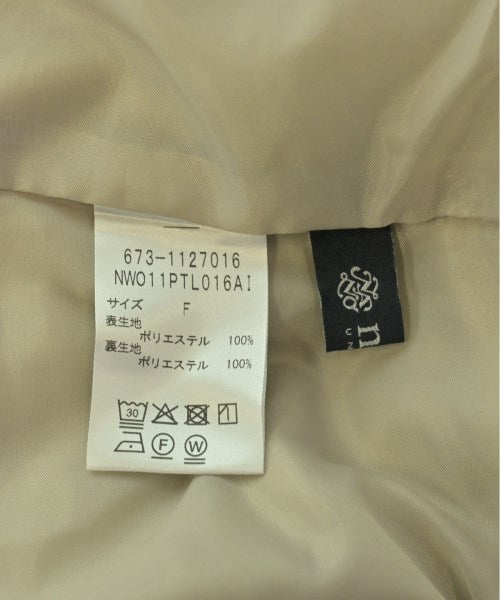 673-1127016
NW011PTL016AI
サイズ F
表生地
ポリエステル 100%
裏生地
ポリエステル 100%
30
F W
n
U N